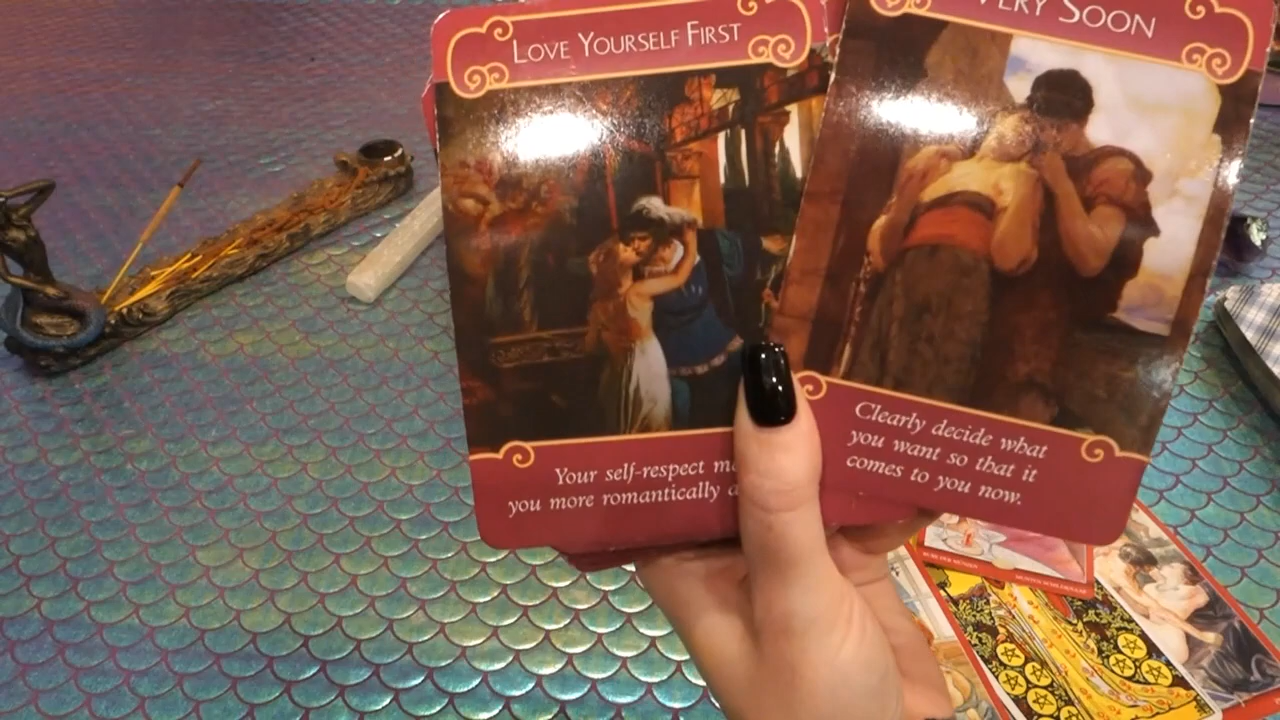 LOVE YOURSELF FIRST
VERY SOON
Your self-respect
you more romantically
Clearly decide what
you want so that it
comes to you now.